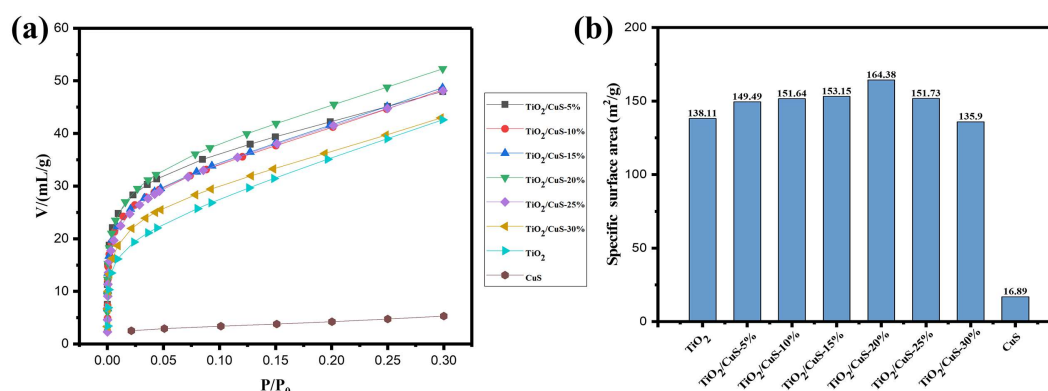 (a)
60
50
40
30
20
10
0
V/(mL/g)
0.00 0.05 0.10 0.15 0.20 0.25 0.30
P/P₀
TiO₂/CuS-5%
TiO₂/CuS-10%
TiO₂/CuS-15%
TiO₂/CuS-20%
TiO₂/CuS-25%
TiO₂/CuS-30%
TiO₂
CuS
(b)
200
150
100
50
0
Specific surface area (m²/g)
138.11 149.49 151.64 153.15 164.38 151.73 135.9 16.89
TiO₂ TiO₂/CuS-5% TiO₂/CuS-10% TiO₂/CuS-15% TiO₂/CuS-20% TiO₂/CuS-25% TiO₂/CuS-30% CuS